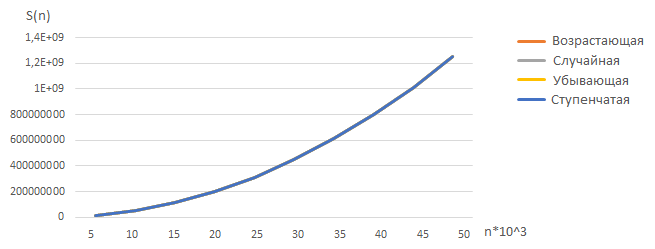 S(n)
1,4E+09
1,2E+09
1E+09
800000000
600000000
400000000
200000000
0
5 10 15 20 25 30 35 40 45 50 n*10^3
Возрастающая
Случайная
Убывающая
Ступенчатая